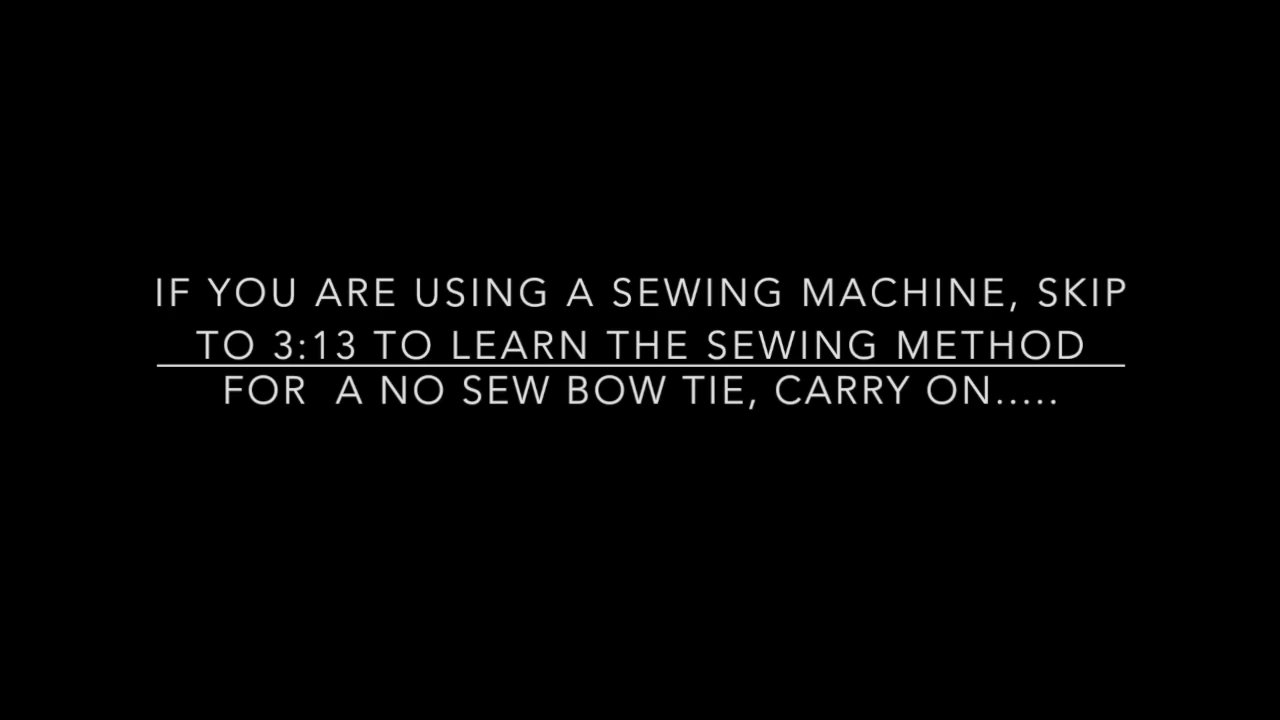 IF YOU ARE USING A SEWING MACHINE, SKIP
TO 3:13 TO LEARN THE SEWING METHOD
FOR  A NO SEW BOW TIE, CARRY ON.....